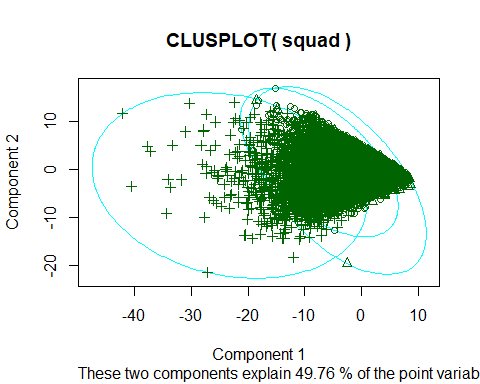 CLUSPLOT( squad )
10
0
-10
-20
Component 2
-40
-30
-20
-10
0
10
Component 1
These two components explain 49.76 % of the point variab